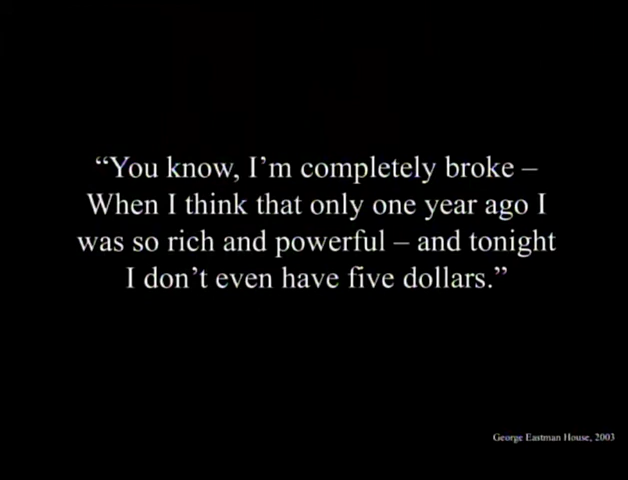 “You know, I’m completely broke –
When I think that only one year ago I
was so rich and powerful – and tonight
I don’t even have five dollars.”
George Eastman House, 2003